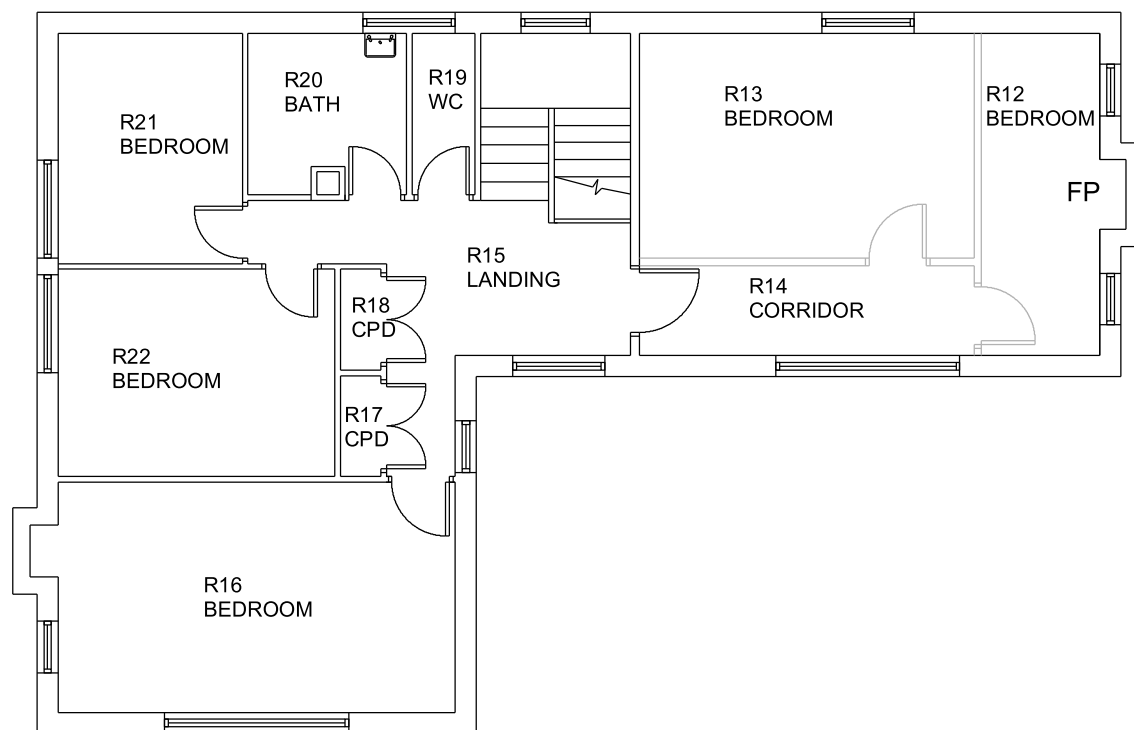 R20
BATH
R19
WC
R13
BEDROOM
R12
BEDROOM
R21
BEDROOM
FP
R15
LANDING
R14
CORRIDOR
R18
CPD
R22
BEDROOM
R17
CPD
R16
BEDROOM